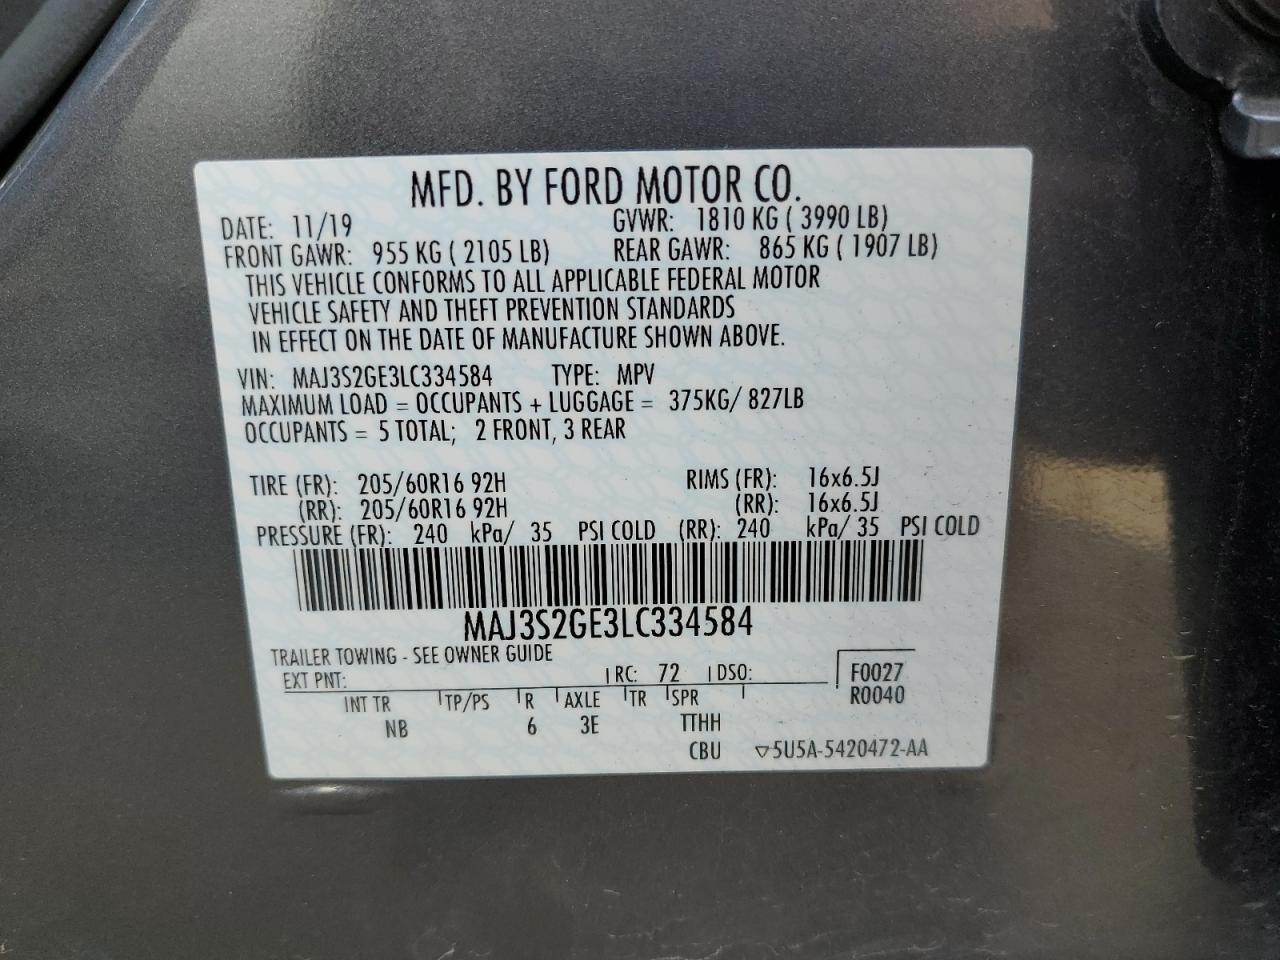 MFD. BY FORD MOTOR CO.
DATE: 11/19 GVWR: 1810 KG ( 3990 LB)
FRONT GAWR: 955 KG ( 2105 LB) REAR GAWR: 865 KG ( 1907 LB)
THIS VEHICLE CONFORMS TO ALL APPLICABLE FEDERAL MOTOR
VEHICLE SAFETY AND THEFT PREVENTION STANDARDS
IN EFFECT ON THE DATE OF MANUFACTURE SHOWN ABOVE.
VIN: MAJ3S2GE3LC334584 TYPE: MPV
MAXIMUM LOAD = OCCUPANTS + LUGGAGE = 375KG/ 827LB
OCCUPANTS = 5 TOTAL; 2 FRONT, 3 REAR
TIRE (FR): 205/60R16 92H RIMS (FR): 16x6.5J
(RR): 205/60R16 92H (RR): 16x6.5J
PRESSURE (FR): 240 kPa/ 35 PSI COLD (RR): 240 kPa/ 35 PSI COLD
MAJ3S2GE3LC334584
TRAILER TOWING - SEE OWNER GUIDE
EXT PNT: RC: 72 DSO: F0027
R0040
INT TR TP/PS R AXLE TR SPR
NB 6 3E TTHH
CBU ▽5U5A-5420472-AA